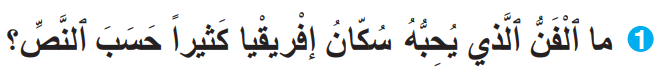 1 ما ٱلْفَنُّ ٱلَّذي يُحِبُّهُ سُكّانُ إفْريقْيا كَثيراً حَسَبَ ٱلنَّصِّ؟